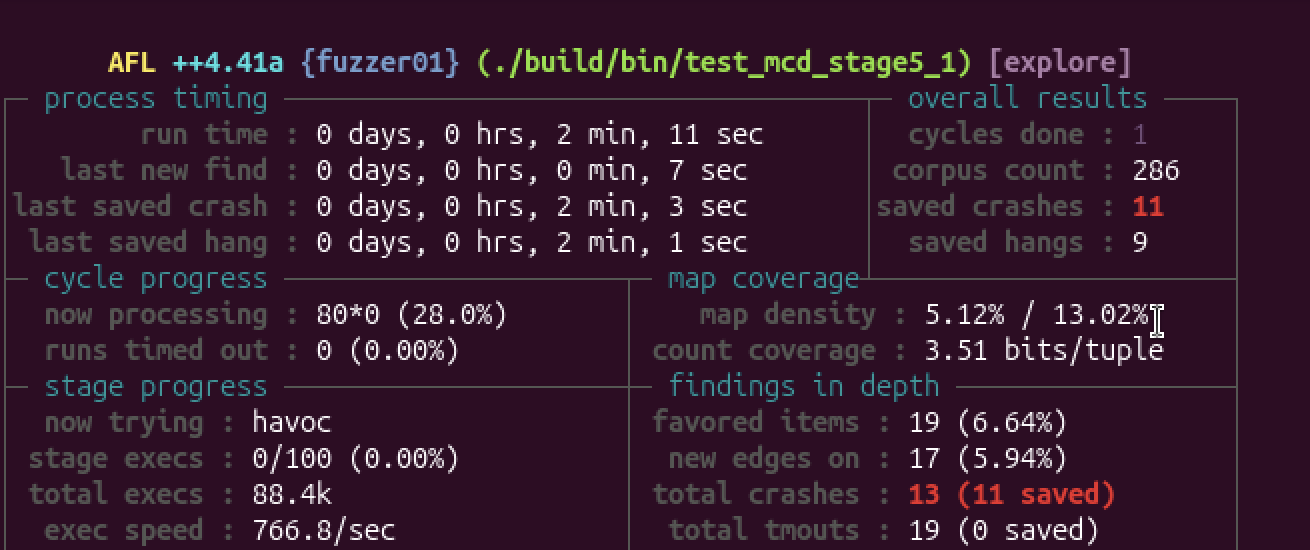 AFL ++4.41a {fuzzer01} (./build/bin/test_mcd_stage5_1) [explore]
process timing overall results
run time : 0 days, 0 hrs, 2 min, 11 sec cycles done : 1
last new find : 0 days, 0 hrs, 0 min, 7 sec corpus count : 286
last saved crash : 0 days, 0 hrs, 2 min, 3 sec saved crashes : 11
last saved hang : 0 days, 0 hrs, 2 min, 1 sec saved hangs : 9
cycle progress map coverage
now processing : 80*0 (28.0%) map density : 5.12% / 13.02%
runs timed out : 0 (0.00%) count coverage : 3.51 bits/tuple
stage progress findings in depth
now trying : havoc favored items : 19 (6.64%)
stage execs : 0/100 (0.00%) new edges on : 17 (5.94%)
total execs : 88.4k total crashes : 13 (11 saved)
exec speed : 766.8/sec total tmouts : 19 (0 saved)